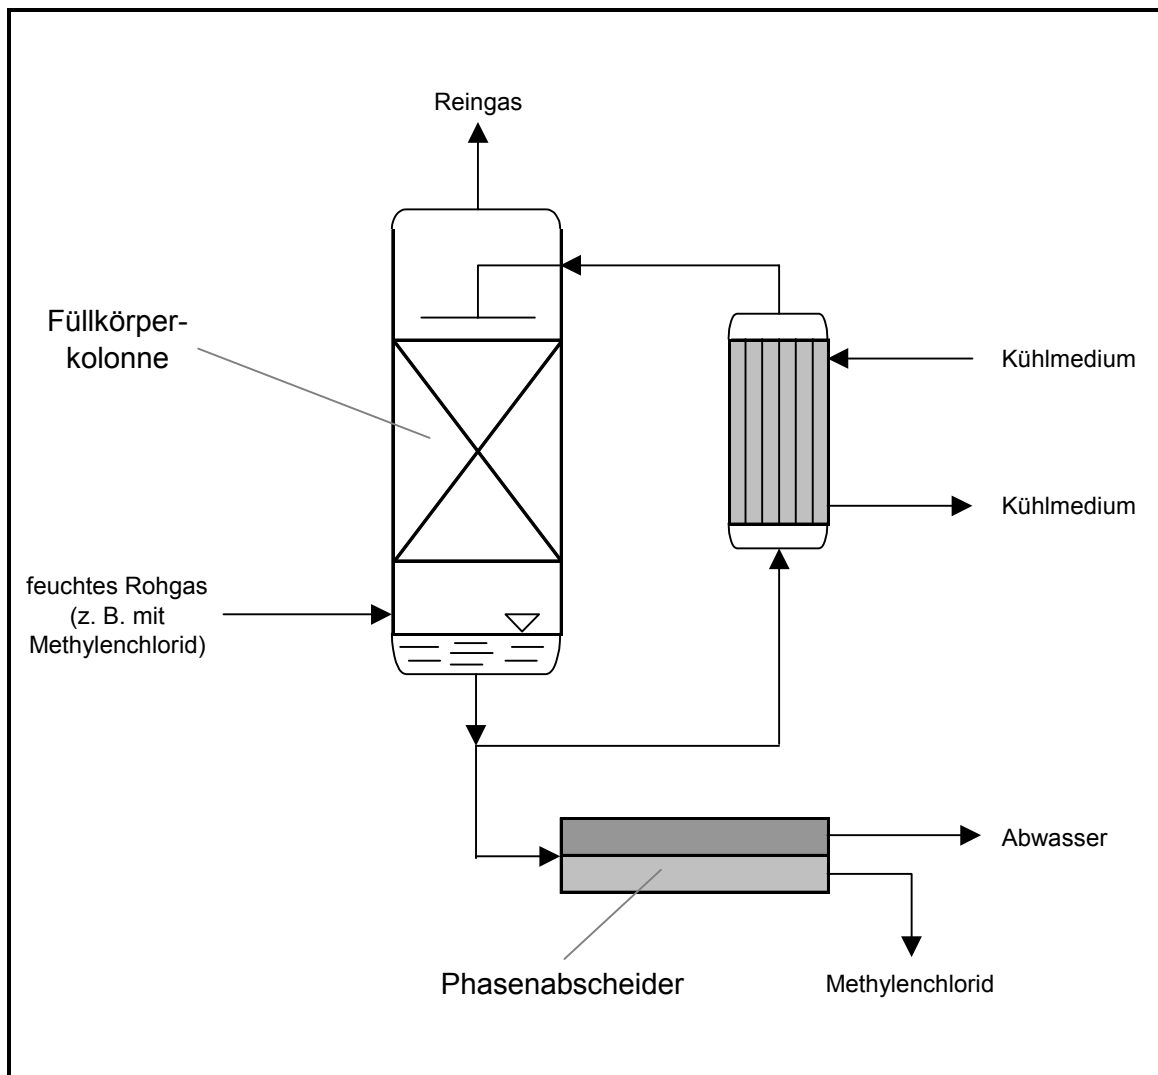 Reingas
Füllkörper-
kolonne
Kühlmedium
Kühlmedium
feuchtes Rohgas
(z. B. mit
Methylenchlorid)
Abwasser
Phasenabscheider
Methylenchlorid